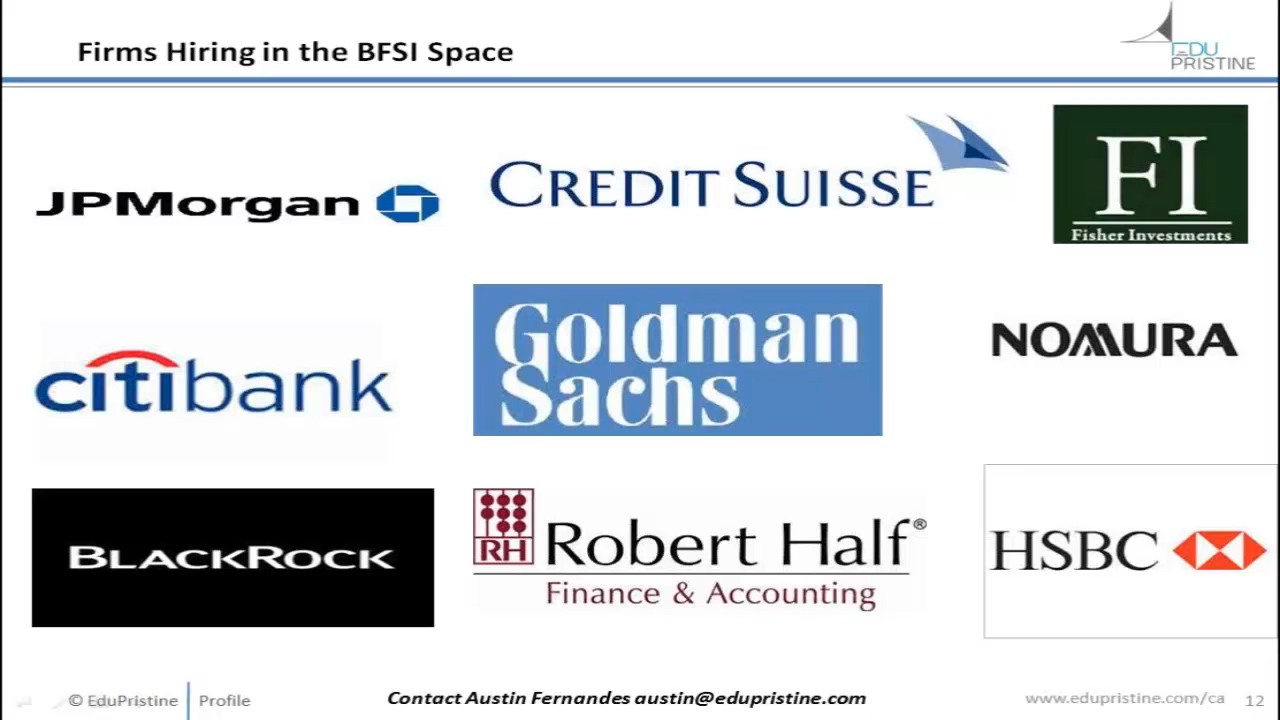 Firms Hiring in the BFSI Space
EDU
PRISTINE
JPMorgan
CREDIT SUISSE
FI
Fisher Investments
citibank
Goldman
Sachs
NOMURA
BLACKROCK
RH
Robert Half®
Finance & Accounting
HSBC
© EduPristine
Profile
Contact Austin Fernandes austin@edupristine.com
www.edupristine.com/ca
12